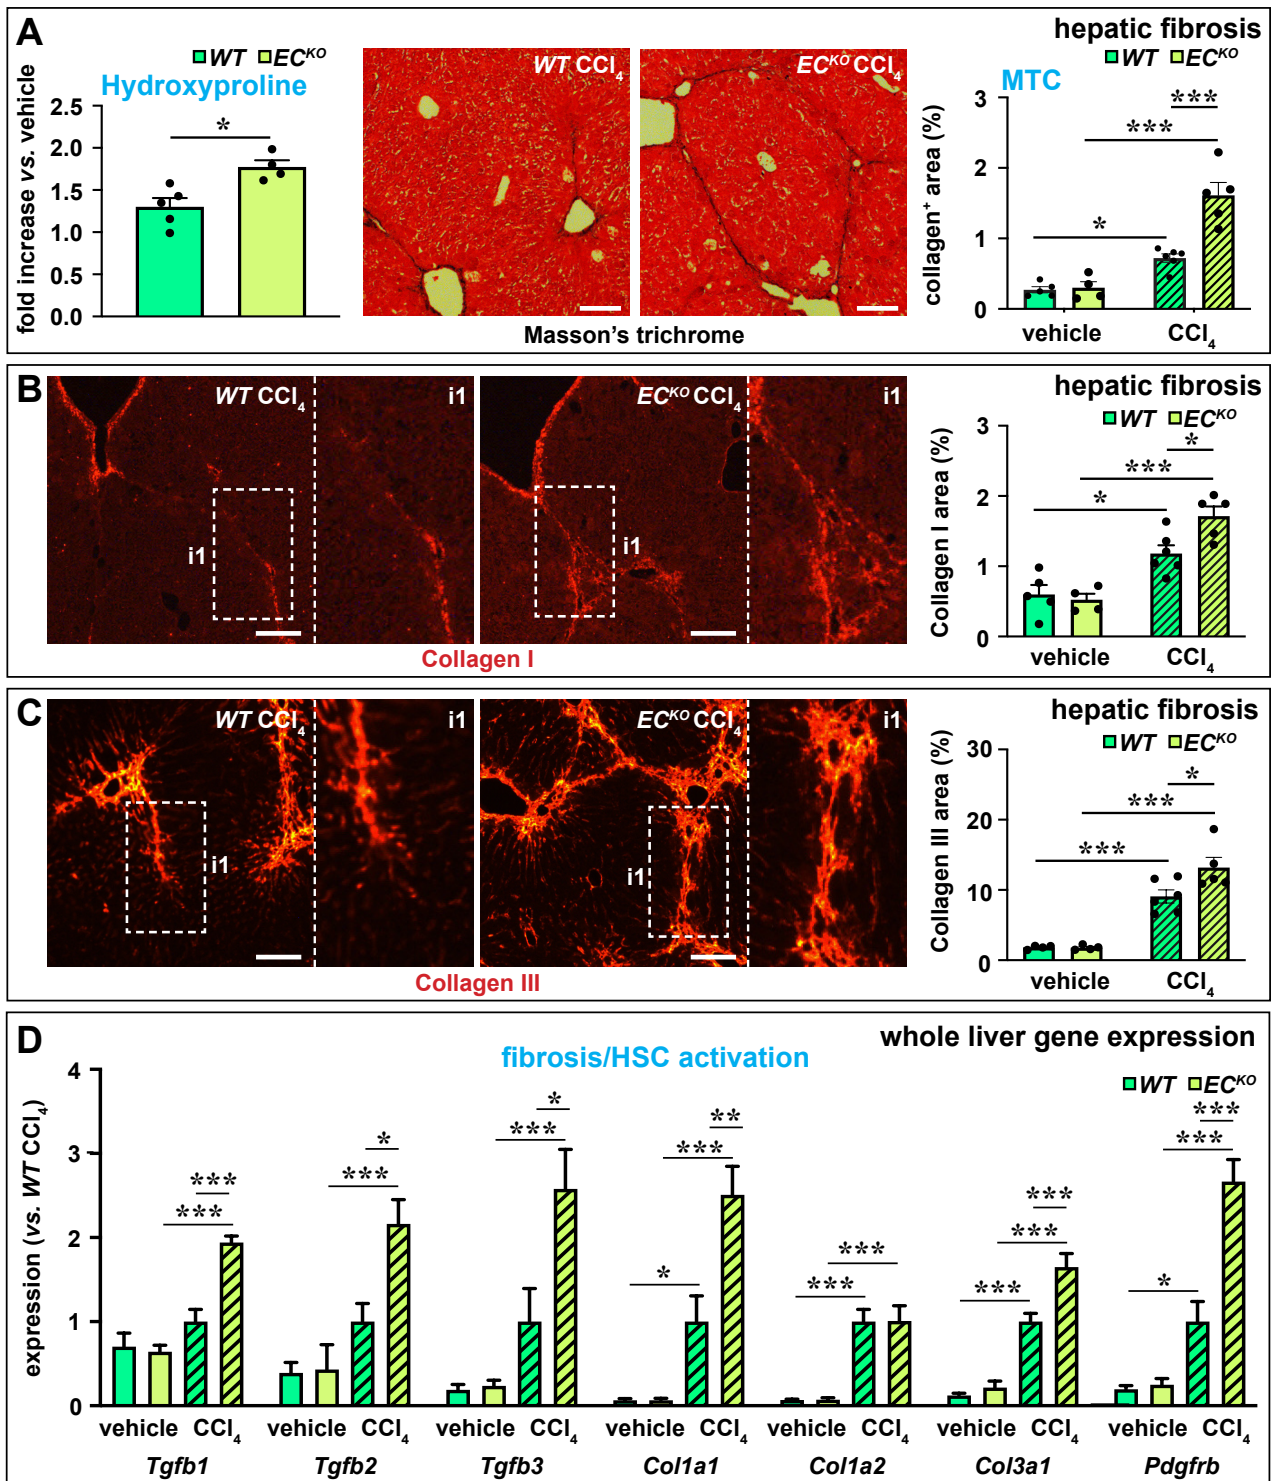 A
hepatic fibrosis
WT ECᴷᴼ
Hydroxyproline
fold increase vs. vehicle
2.5
2.0
1.5
1.0
0.5
0.0
*
WT CCl₄
ECᴷᴼ CCl₄
Masson's trichrome
WT ECᴷᴼ
MTC
collagen⁺ area (%)
3
2
1
0
*
***
***
vehicle CCl₄
B
WT CCl₄
i1
i1
ECᴷᴼ CCl₄
i1
i1
Collagen I
hepatic fibrosis
WT ECᴷᴼ
Collagen I area (%)
3
2
1
0
*
***
*
vehicle CCl₄
C
WT CCl₄
i1
i1
ECᴷᴼ CCl₄
i1
i1
Collagen III
hepatic fibrosis
WT ECᴷᴼ
Collagen III area (%)
30
20
10
0
***
***
*
vehicle CCl₄
D
whole liver gene expression
fibrosis/HSC activation
WT ECᴷᴼ
expression (vs. WT CCl₄)
4
3
2
1
0
*** ***
*** *
*** *
* *** **
*** ***
*** *** ***
* *** ***
vehicle CCl₄ vehicle CCl₄ vehicle CCl₄ vehicle CCl₄ vehicle CCl₄ vehicle CCl₄ vehicle CCl₄
Tgfb1 Tgfb2 Tgfb3 Col1a1 Col1a2 Col3a1 Pdgfrb